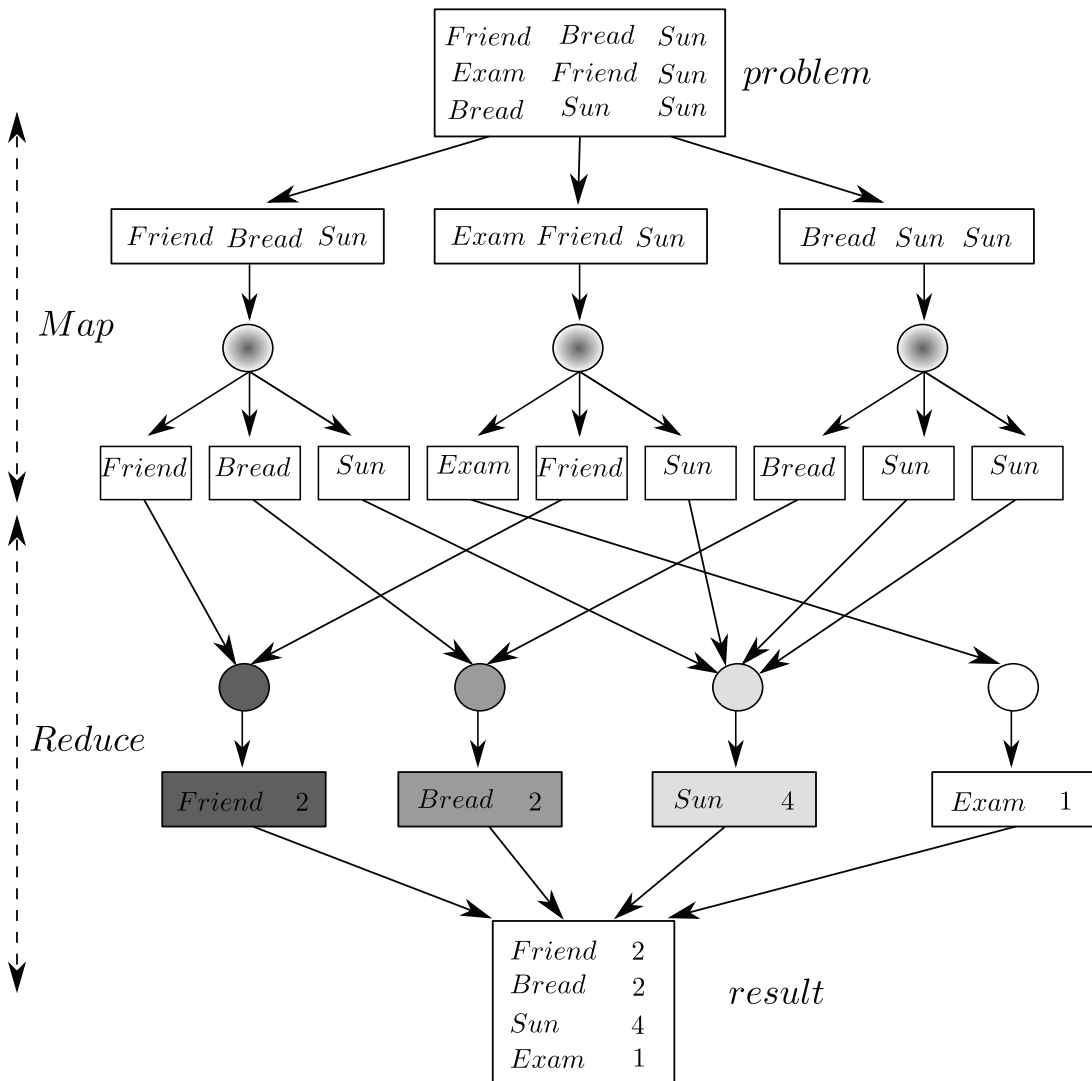 Friend Bread Sun
Exam Friend Sun
Bread Sun Sun
problem
Friend Bread Sun
Exam Friend Sun
Bread Sun Sun
Map
Friend
Bread
Sun
Exam
Friend
Sun
Bread
Sun
Sun
Reduce
Friend 2
Bread 2
Sun 4
Exam 1
Friend 2
Bread 2
Sun 4
Exam 1
result